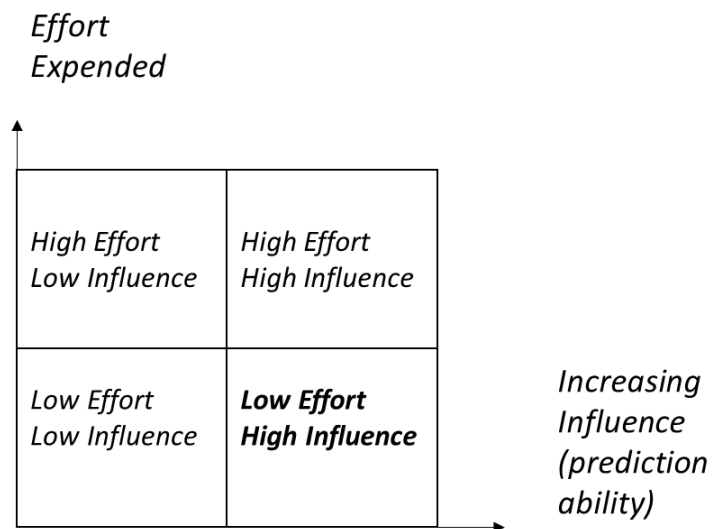 Effort
Expended
High Effort
Low Influence
High Effort
High Influence
Low Effort
Low Influence
Low Effort
High Influence
Increasing
Influence
(prediction
ability)